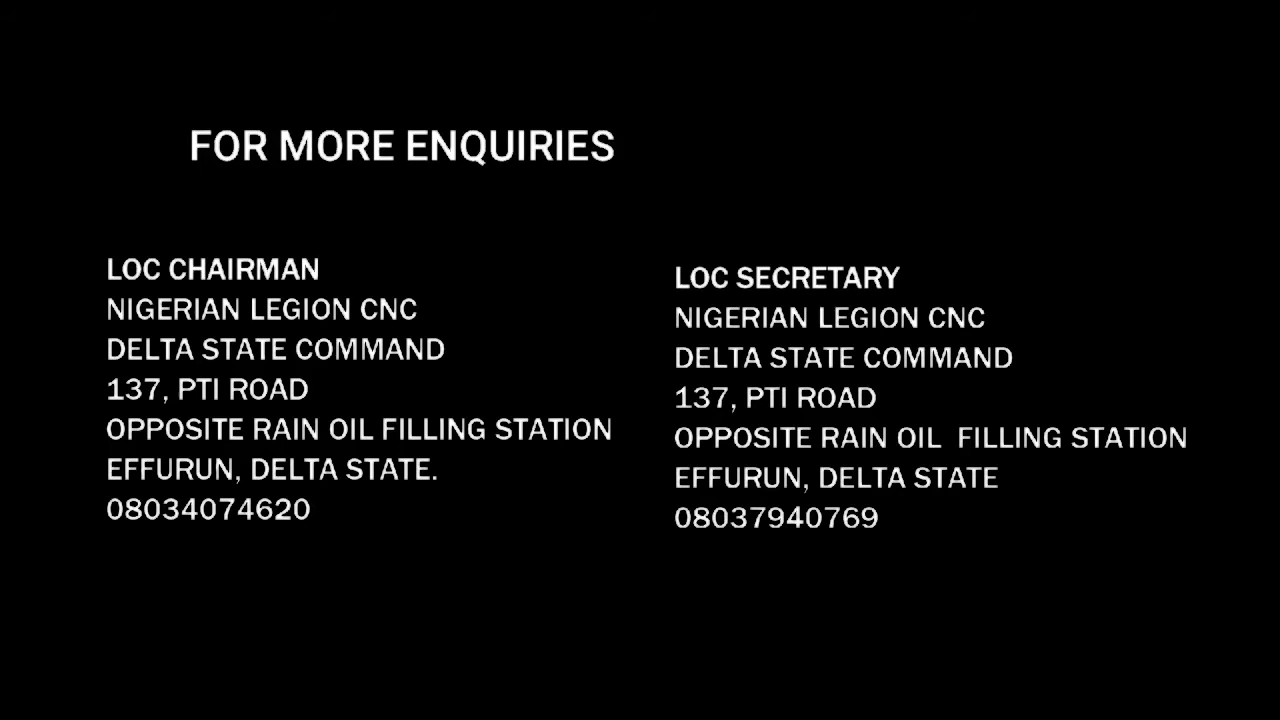 FOR MORE ENQUIRIES
LOC CHAIRMAN
NIGERIAN LEGION CNC
DELTA STATE COMMAND
137, PTI ROAD
OPPOSITE RAIN OIL FILLING STATION
EFFURUN, DELTA STATE.
08034074620
LOC SECRETARY
NIGERIAN LEGION CNC
DELTA STATE COMMAND
137, PTI ROAD
OPPOSITE RAIN OIL  FILLING STATION
EFFURUN, DELTA STATE
08037940769